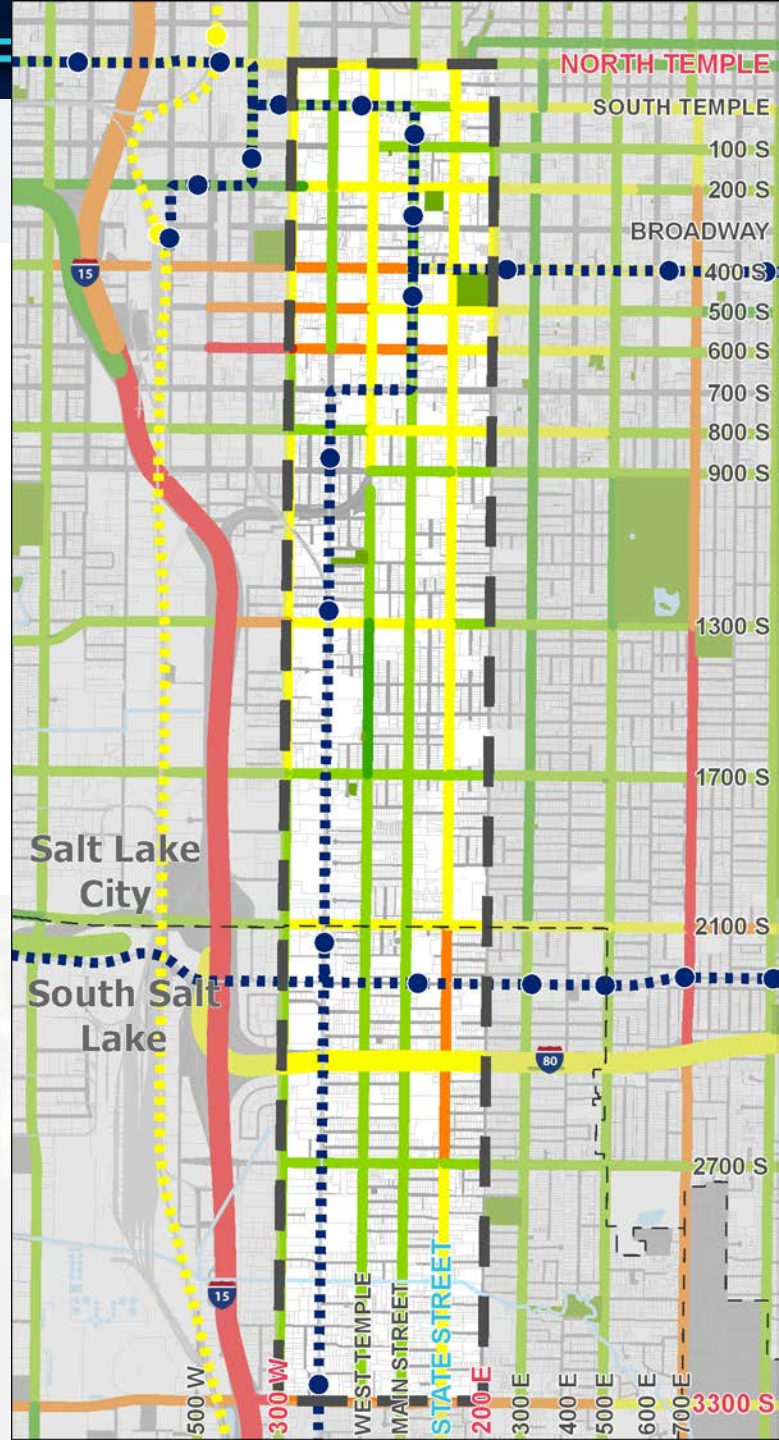 NORTH TEMPLE
SOUTH TEMPLE
100 S
200 S
BROADWAY
15
400 S
500 S
600 S
700 S
800 S
900 S
1300 S
1700 S
Salt Lake
City
2100 S
South Salt
Lake
80
2700 S
15
500 W
300 W
WEST TEMPLE
MAIN STREET
STATE STREET
200 E
300 E
400 E
500 E
600 E
700 E
3300 S